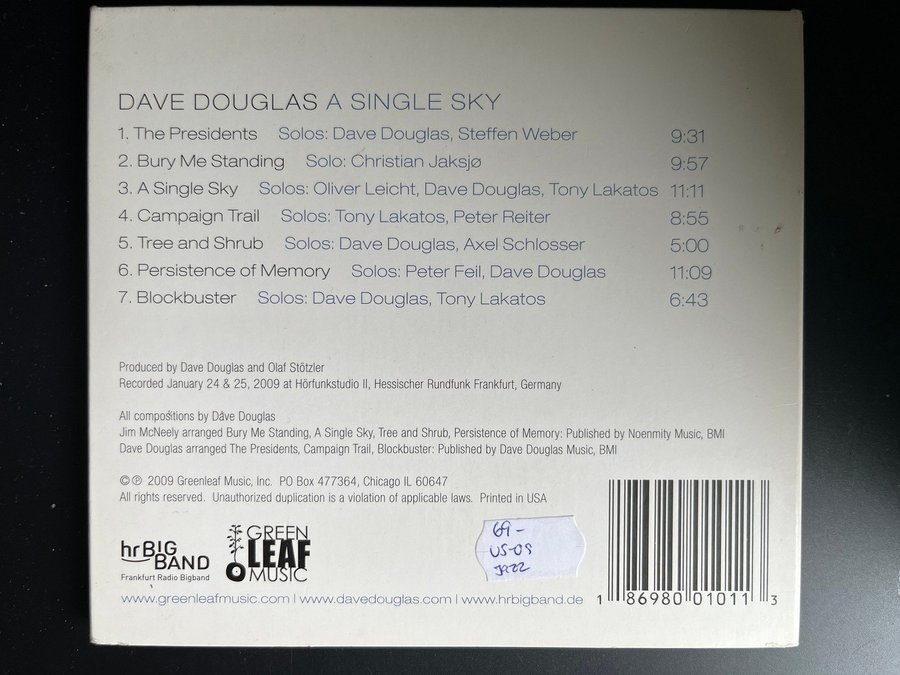 DAVE DOUGLAS A SINGLE SKY
1. The Presidents Solos: Dave Douglas, Steffen Weber 9:31
2. Bury Me Standing Solo: Christian Jaksjø 9:57
3. A Single Sky Solos: Oliver Leicht, Dave Douglas, Tony Lakatos 11:11
4. Campaign Trail Solos: Tony Lakatos, Peter Reiter 8:55
5. Tree and Shrub Solos: Dave Douglas, Axel Schlosser 5:00
6. Persistence of Memory Solos: Peter Feil, Dave Douglas 11:09
7. Blockbuster Solos: Dave Douglas, Tony Lakatos 6:43
Produced by Dave Douglas and Olaf Stötzler
Recorded January 24 & 25, 2009 at Hörfunkstudio II, Hessischer Rundfunk Frankfurt, Germany
All compositions by Dave Douglas
Jim McNeely arranged Bury Me Standing, A Single Sky, Tree and Shrub, Persistence of Memory: Published by Noenmity Music, BMI
Dave Douglas arranged The Presidents, Campaign Trail, Blockbuster: Published by Dave Douglas Music, BMI
©℗ 2009 Greenleaf Music, Inc. PO Box 477364, Chicago IL 60647
All rights reserved. Unauthorized duplication is a violation of applicable laws. Printed in USA
hr BIG
BAND
Frankfurt Radio Bigband
GREEN
LEAF
MUSIC
69-
US-09
JAZZ
www.greenleafmusic.com | www.davedouglas.com | www.hrbigband.de
1 86980 01011 3